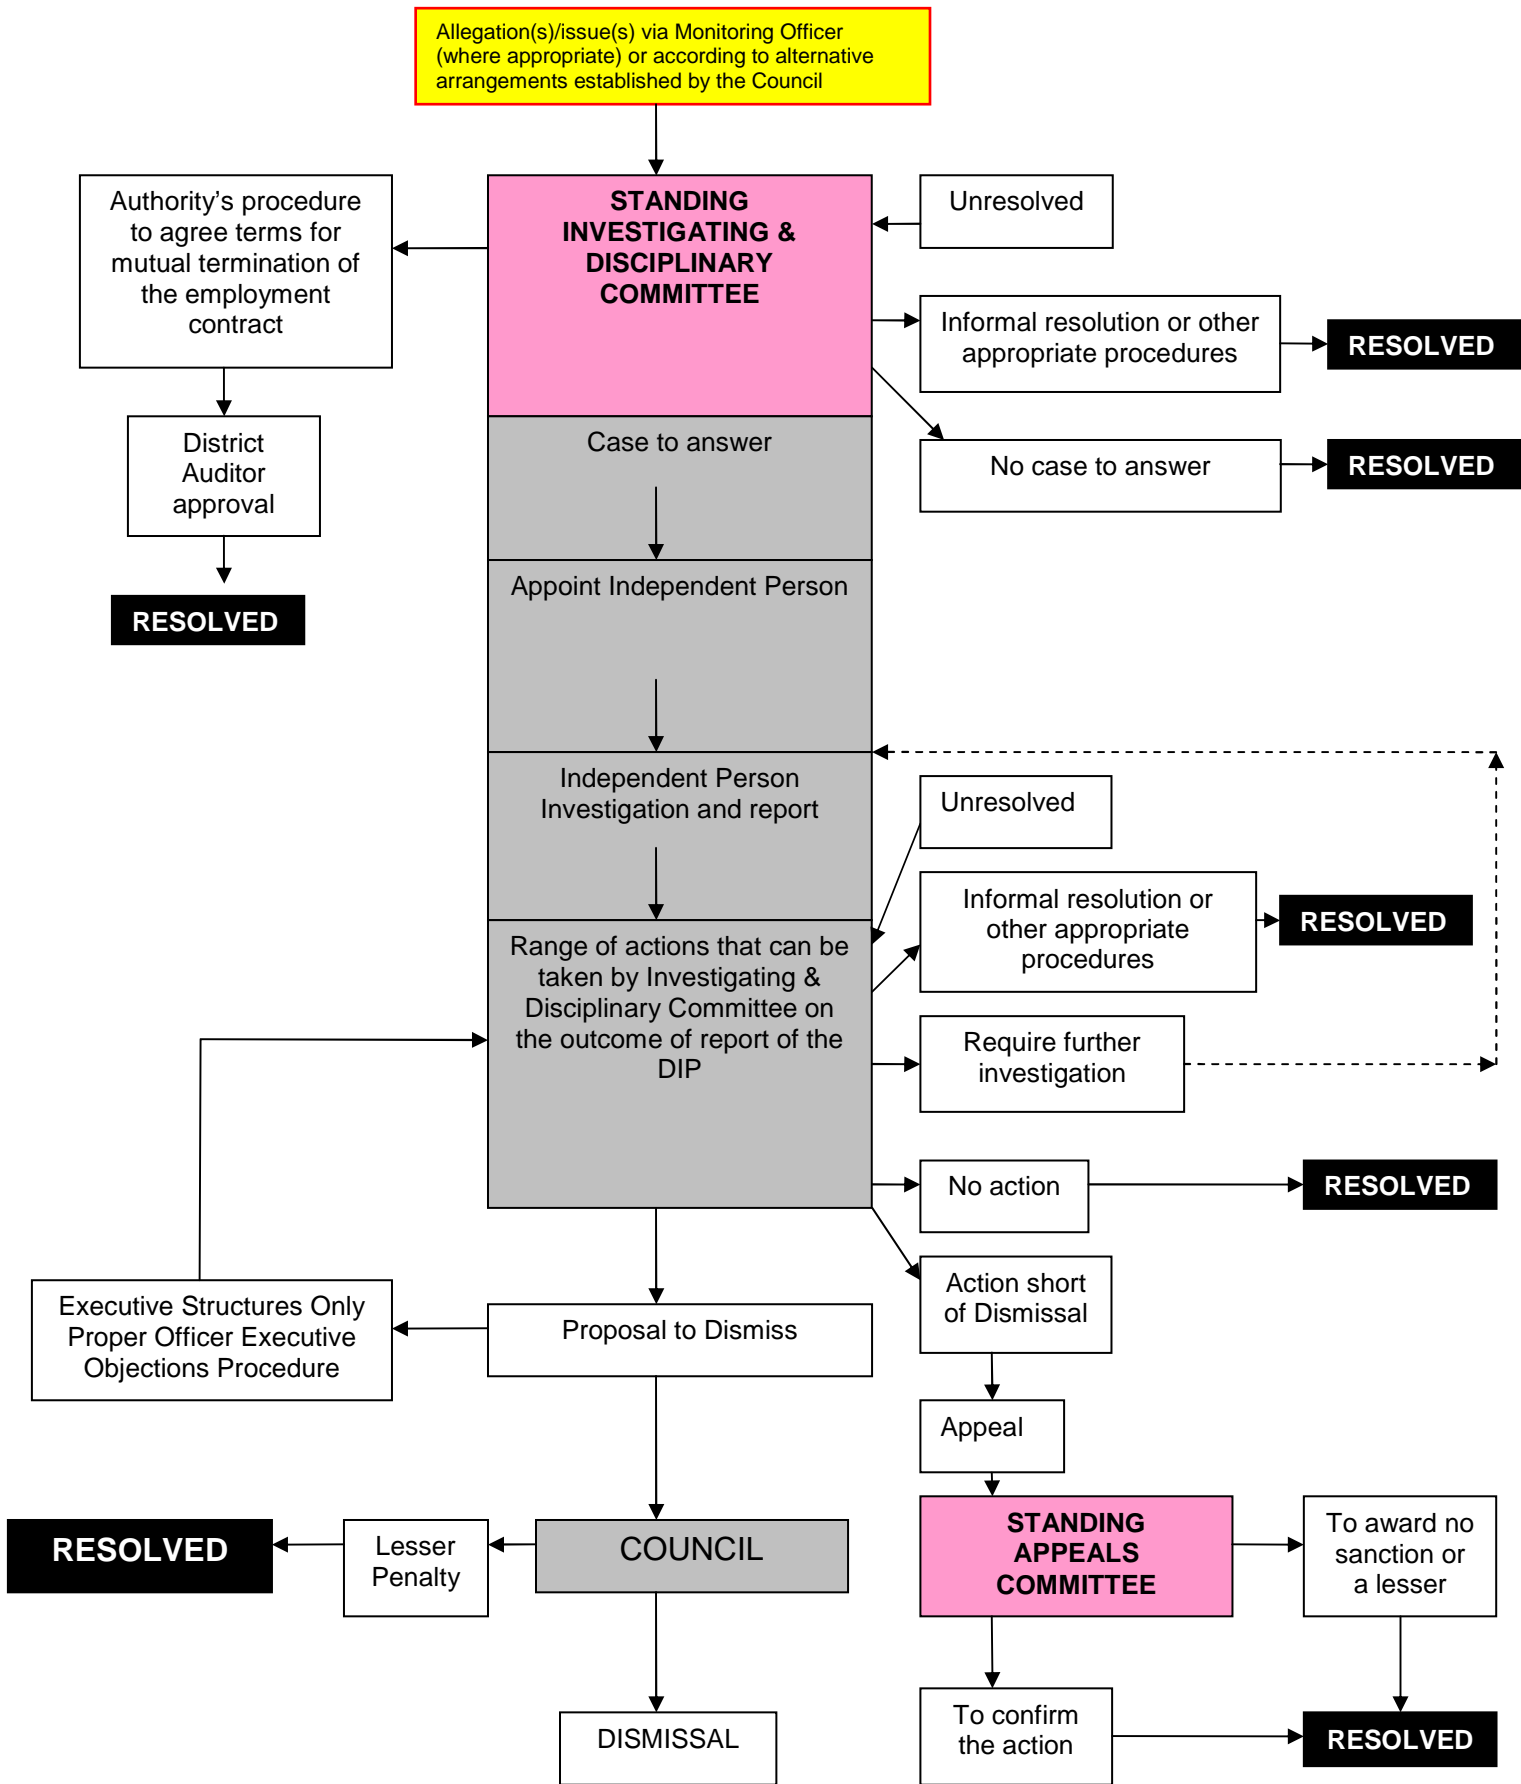 Allegation(s)/issue(s) via Monitoring Officer
(where appropriate) or according to alternative
arrangements established by the Council
Authority's procedure
to agree terms for
mutual termination of
the employment
contract
STANDING
INVESTIGATING &
DISCIPLINARY
COMMITTEE
Unresolved
Informal resolution or other
appropriate procedures
RESOLVED
District
Auditor
approval
Case to answer
No case to answer
RESOLVED
RESOLVED
Appoint Independent Person
Independent Person
Investigation and report
Unresolved
Informal resolution or
other appropriate
procedures
RESOLVED
Range of actions that can be
taken by Investigating &
Disciplinary Committee on
the outcome of report of the
DIP
Require further
investigation
No action
RESOLVED
Action short
of Dismissal
Executive Structures Only
Proper Officer Executive
Objections Procedure
Proposal to Dismiss
Appeal
RESOLVED
Lesser
Penalty
COUNCIL
STANDING
APPEALS
COMMITTEE
To award no
sanction or
a lesser
DISMISSAL
To confirm
the action
RESOLVED